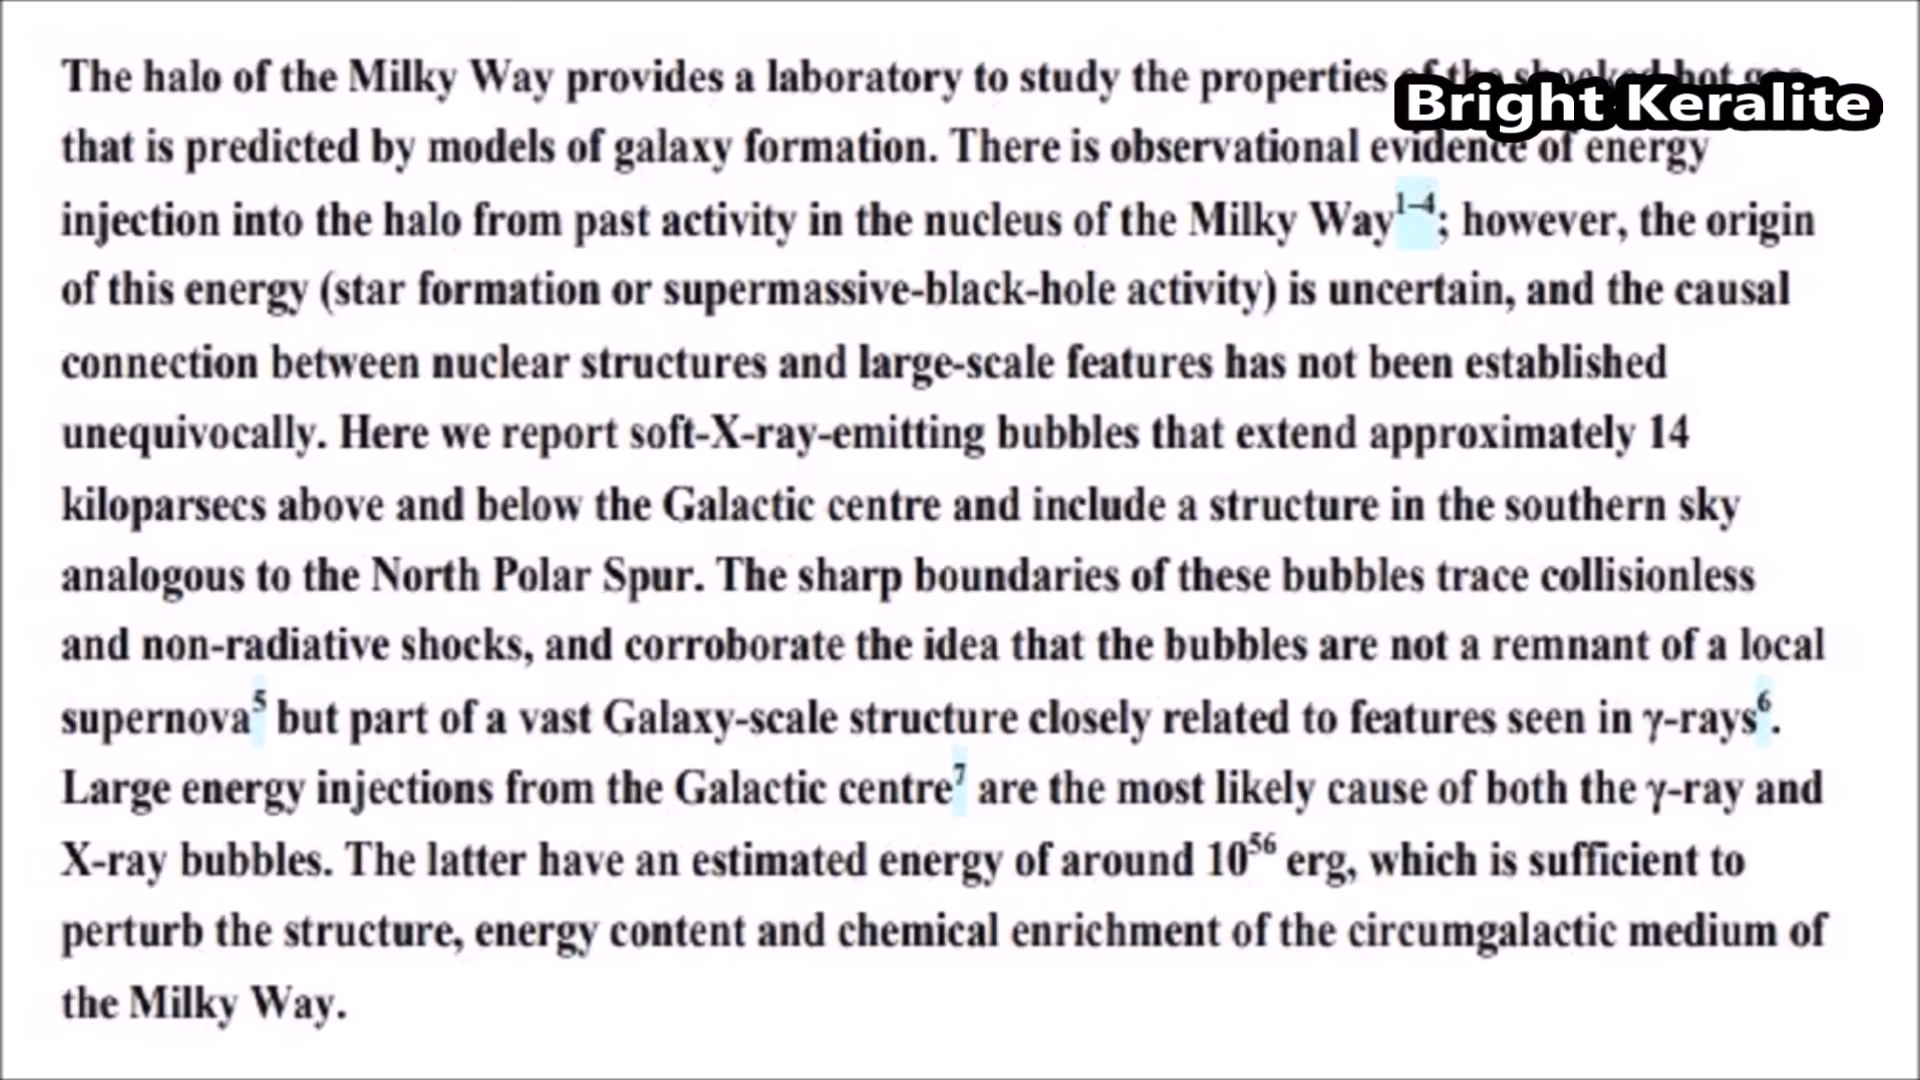 The halo of the Milky Way provides a laboratory to study the properties of the shocked hot gas
Bright Keralite
that is predicted by models of galaxy formation. There is observational evidence of energy
injection into the halo from past activity in the nucleus of the Milky Way¹⁻⁴; however, the origin
of this energy (star formation or supermassive-black-hole activity) is uncertain, and the causal
connection between nuclear structures and large-scale features has not been established
unequivocally. Here we report soft-X-ray-emitting bubbles that extend approximately 14
kiloparsecs above and below the Galactic centre and include a structure in the southern sky
analogous to the North Polar Spur. The sharp boundaries of these bubbles trace collisionless
and non-radiative shocks, and corroborate the idea that the bubbles are not a remnant of a local
supernova⁵ but part of a vast Galaxy-scale structure closely related to features seen in γ-rays⁶.
Large energy injections from the Galactic centre⁷ are the most likely cause of both the γ-ray and
X-ray bubbles. The latter have an estimated energy of around 10⁵⁶ erg, which is sufficient to
perturb the structure, energy content and chemical enrichment of the circumgalactic medium of
the Milky Way.